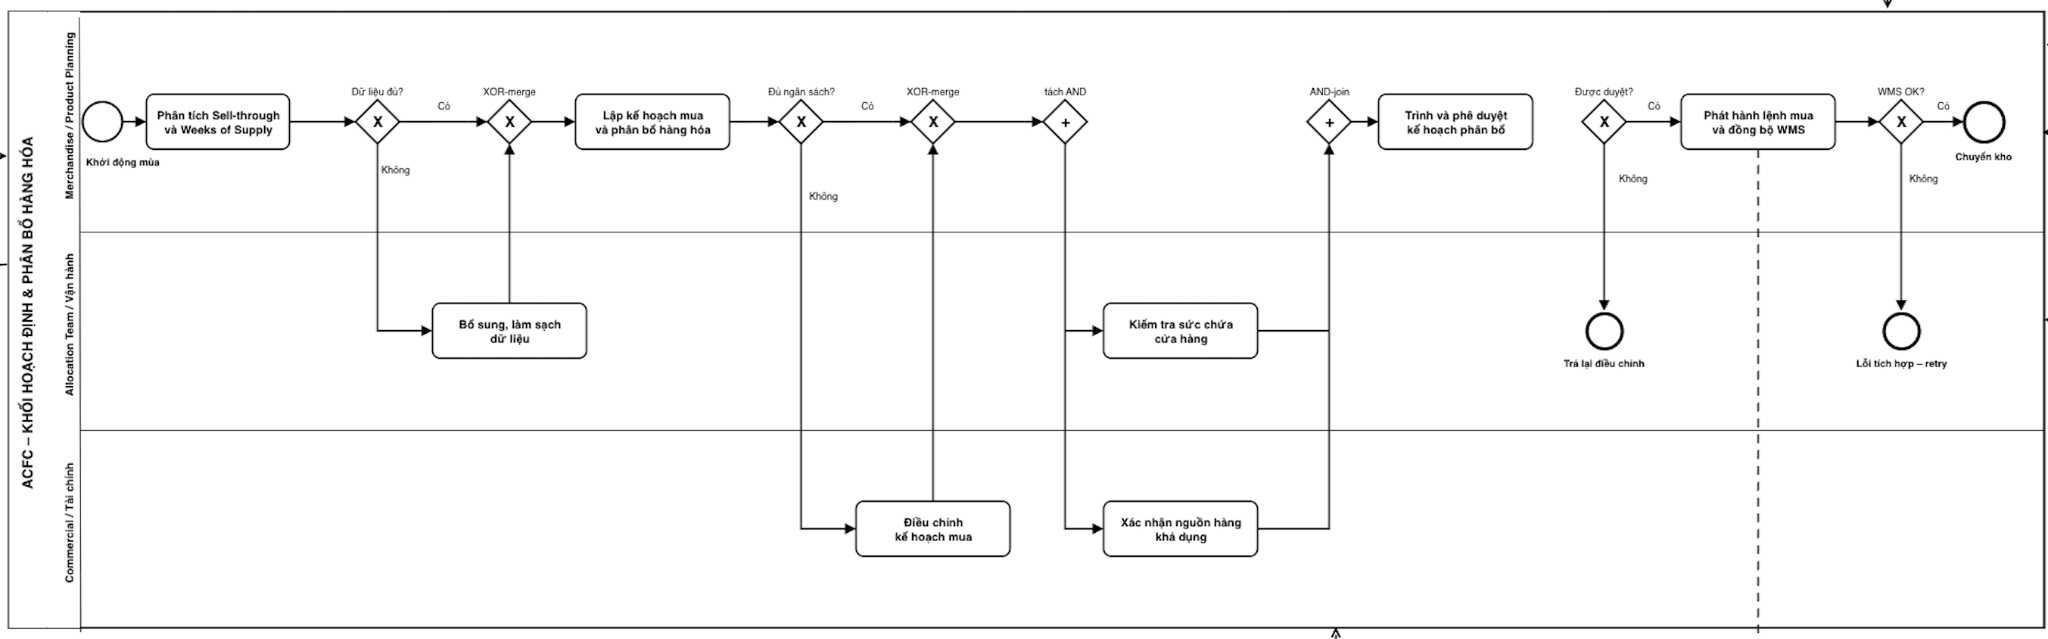 ACFC – KHỐI HOẠCH ĐỊNH & PHÂN BỔ HÀNG HÓA
Merchandise / Product Planning
Khởi động mùa
Phân tích Sell-through
và Weeks of Supply
Dữ liệu đủ?
X
Có
Không
XOR-merge
X
Lập kế hoạch mua
và phân bổ hàng hóa
Đủ ngân sách?
X
Có
Không
XOR-merge
X
tách AND
+
AND-join
+
Trình và phê duyệt
kế hoạch phân bổ
Được duyệt?
X
Có
Không
Phát hành lệnh mua
và đồng bộ WMS
WMS OK?
X
Có
Không
Chuyển kho
Allocation Team / Vận hành
Bổ sung, làm sạch
dữ liệu
Kiểm tra sức chứa
cửa hàng
Trả lại điều chỉnh
Lỗi tích hợp – retry
Commercial / Tài chính
Điều chỉnh
kế hoạch mua
Xác nhận nguồn hàng
khả dụng